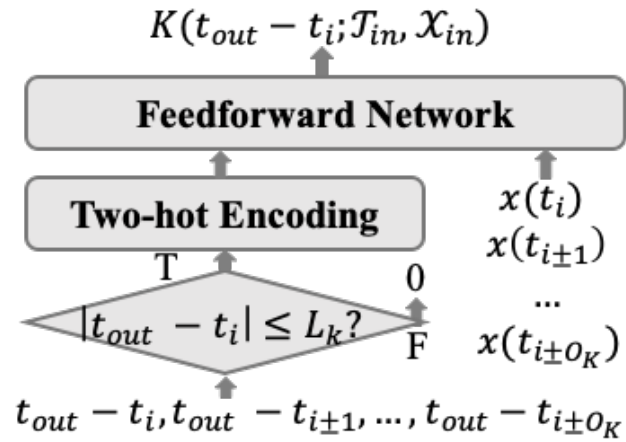 K(t_out − t_i; 𝒯_in, 𝒳_in)
Feedforward Network
Two-hot Encoding
x(t_i)
x(t_{i±1})
...
x(t_{i±O_K})
T
0
|t_out − t_i| ≤ L_k?
F
t_out − t_i, t_out − t_{i±1}, ..., t_out − t_{i±O_K}